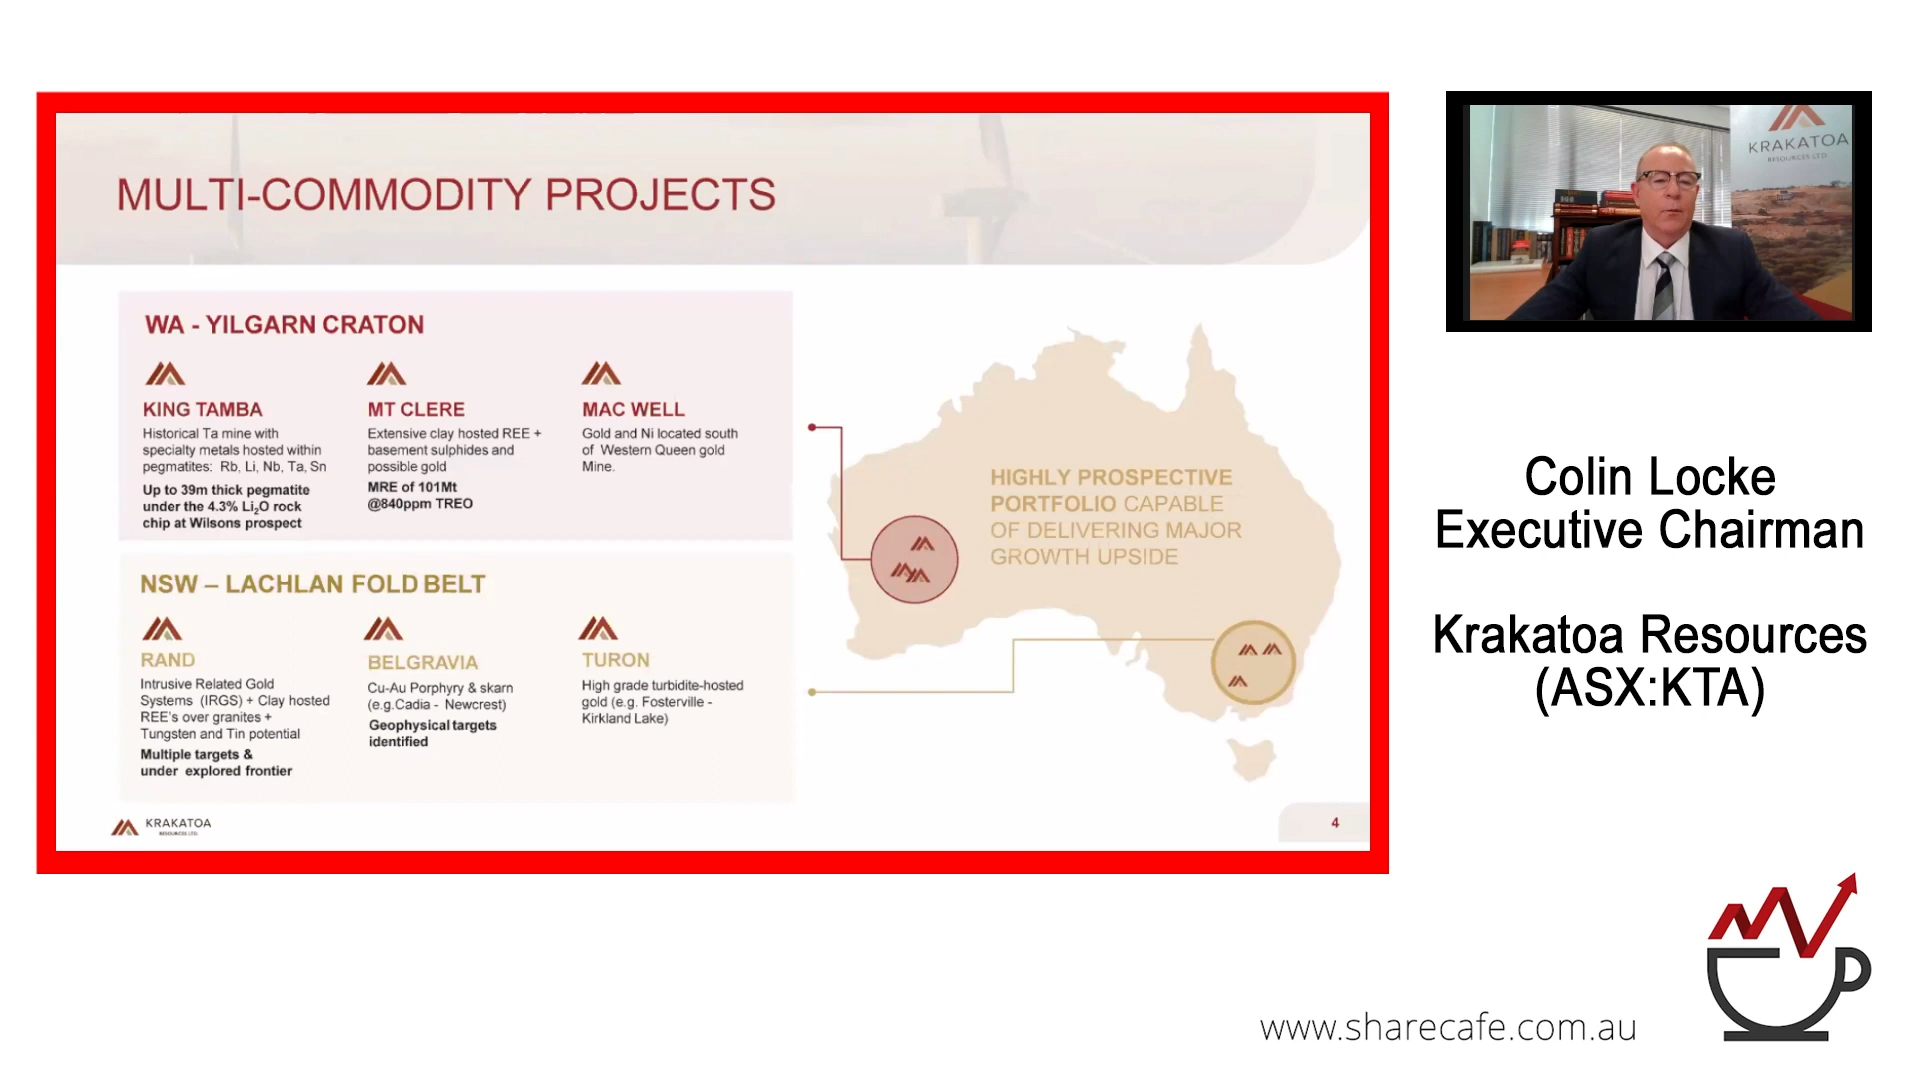 MULTI-COMMODITY PROJECTS
WA - YILGARN CRATON
KING TAMBA
Historical Ta mine with
specialty metals hosted within
pegmatites: Rb, Li, Nb, Ta, Sn
Up to 39m thick pegmatite
under the 4.3% Li₂O rock
chip at Wilsons prospect
MT CLERE
Extensive clay hosted REE +
basement sulphides and
possible gold
MRE of 101Mt
@840ppm TREO
MAC WELL
Gold and Ni located south
of Western Queen gold
Mine.
NSW – LACHLAN FOLD BELT
RAND
Intrusive Related Gold
Systems (IRGS) + Clay hosted
REE's over granites +
Tungsten and Tin potential
Multiple targets &
under explored frontier
BELGRAVIA
Cu-Au Porphyry & skarn
(e.g.Cadia - Newcrest)
Geophysical targets
identified
TURON
High grade turbidite-hosted
gold (e.g. Fosterville -
Kirkland Lake)
HIGHLY PROSPECTIVE
PORTFOLIO CAPABLE
OF DELIVERING MAJOR
GROWTH UPSIDE
KRAKATOA
RESOURCES LTD
4
KRAKATOA
RESOURCES LTD
Colin Locke
Executive Chairman
Krakatoa Resources
(ASX:KTA)
www.sharecafe.com.au